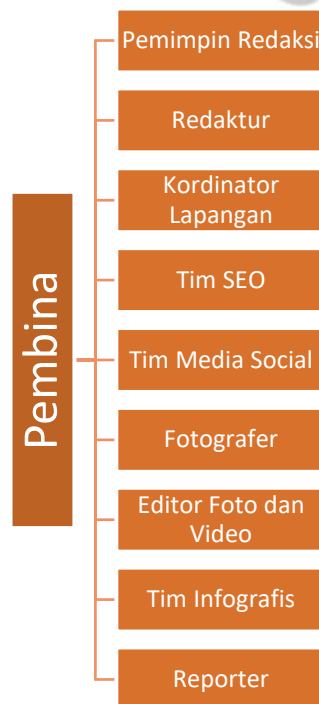 Pembina
Pemimpin Redaksi
Redaktur
Kordinator
Lapangan
Tim SEO
Tim Media Social
Fotografer
Editor Foto dan
Video
Tim Infografis
Reporter